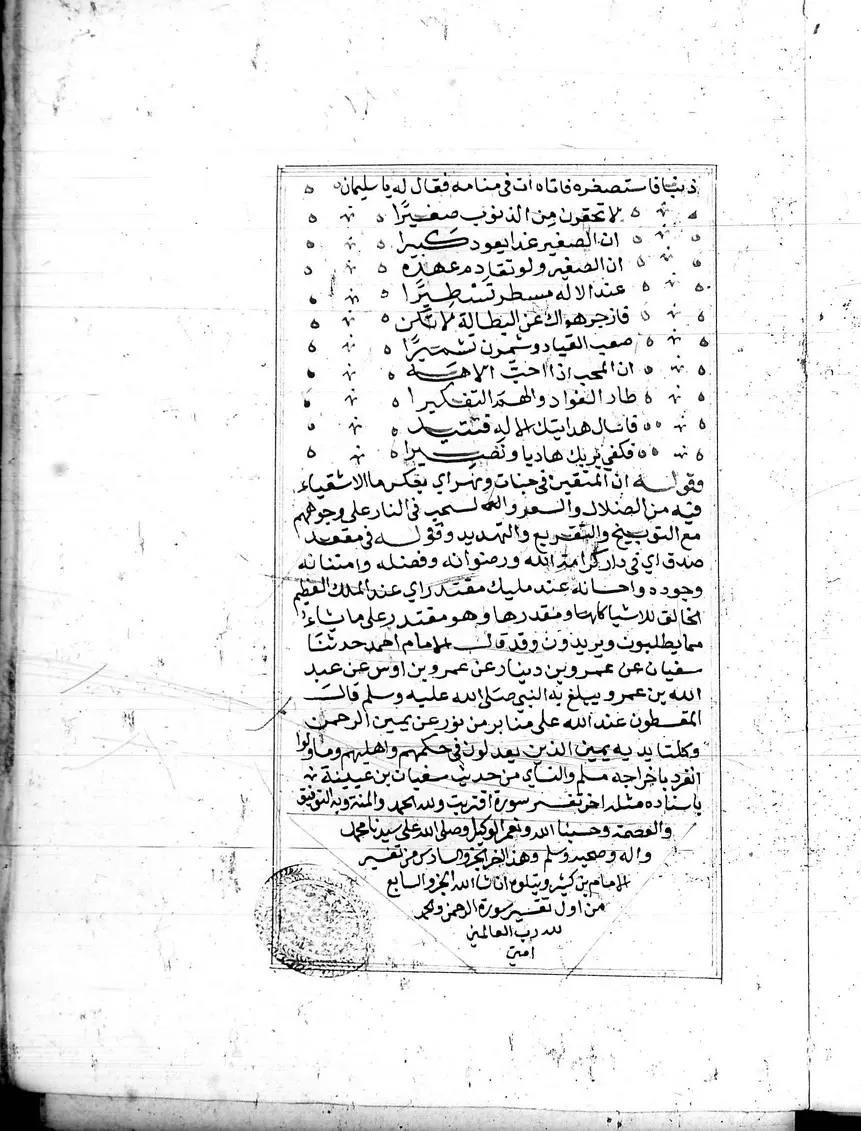 ذنبا فاستصغره فاتاه ات في منامه فقال له يا سليمان
لا تحقرن من الذنوب صغيرا
ان الصغير غدا يعود كبيرا
ان الصغير ولو تقادم عهده
عند الاله مسطر تسطيرا
فازجر هواك عن البطالة لا تكن
صعب القياد وشمرن تشميرا
ان المحب اذا احب الاهه
طار الفواد والهم التفكيرا
فاسال هدايتك الاله فتتيد
فكفى بربك هاديا ونصيرا
وقوله ان المتقين في جنات ونهر اي بعكس ما الاشقياء
فيه من الضلال والسعر والسحب في النار على وجوههم
مع التوبيخ والتقريع والتهديد وقوله في مقعد
صدق اي في دار كرامة الله ورضوانه وفضله وامتنانه
وجوده واحسانه عند مليك مقتدر اي عند الملك العظيم
الخالق للاشيا كلها ومقدرها وهو مقتدر على ما يشاء
مما يطلبون ويريدون وقد قال الامام احمد حدثنا
سفيان عن عمرو بن دينار عن عمرو بن اوس عن عبد
الله بن عمرو يبلغ به النبي صلى الله عليه وسلم قال
المقسطون عند الله على منابر من نور عن يمين الرحمن
وكلتا يديه يمين الذين يعدلون في حكمهم واهليهم وما ولوا
انفرد باخراجه مسلم والنساي من حديث سفيان بن عيينة
باسناده مثله اخر تفسير سورة اقتربت ولله الحمد والمنة وبه التوفيق
والعصمة وحسبنا الله ونعم الوكيل وصلى الله على سيدنا محمد
واله وصحبه وسلم وهذا اخر الجزو السادس من تفسير
الامام بن كثير ويتلوه ان شا الله الجزو السابع
من اول تفسير سورة الرحمن والحمد
لله رب العالمين
امين